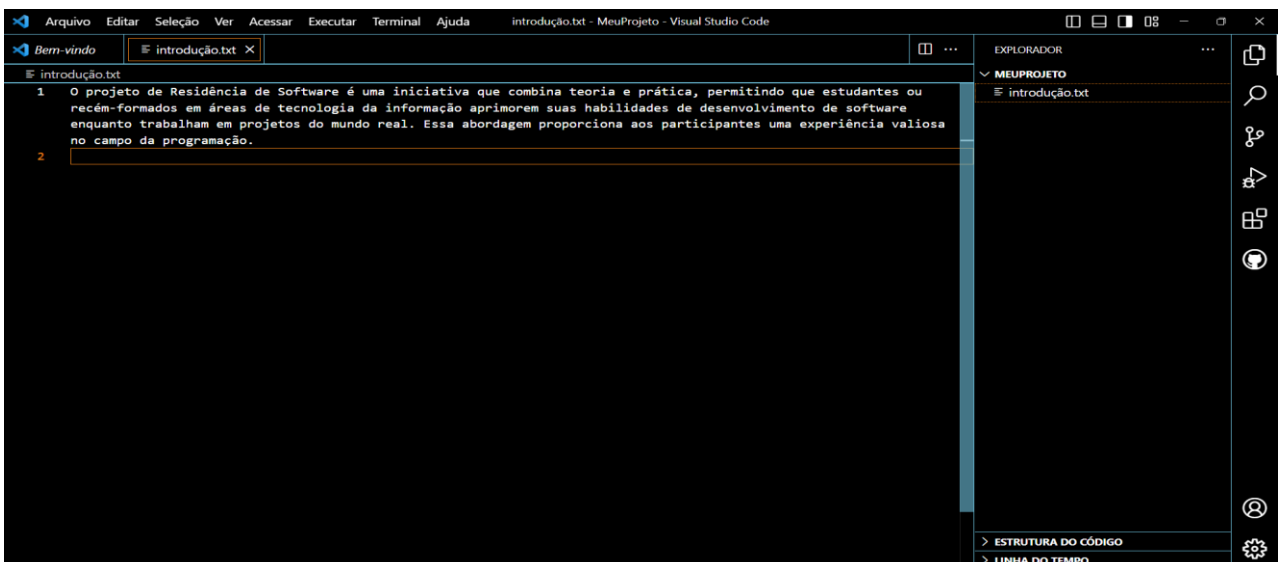 Arquivo Editar Seleção Ver Acessar Executar Terminal Ajuda introdução.txt - MeuProjeto - Visual Studio Code
Bem-vindo introdução.txt
introdução.txt
1 O projeto de Residência de Software é uma iniciativa que combina teoria e prática, permitindo que estudantes ou
recém-formados em áreas de tecnologia da informação aprimorem suas habilidades de desenvolvimento de software
enquanto trabalham em projetos do mundo real. Essa abordagem proporciona aos participantes uma experiência valiosa
no campo da programação.
2
EXPLORADOR
MEUPROJETO
introdução.txt
ESTRUTURA DO CÓDIGO
LINHA DO TEMPO